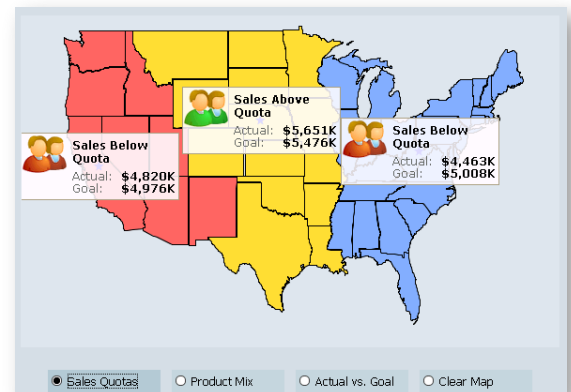 Sales Above
Quota
Actual: $5,651K
Goal: $5,476K
Sales Below
Quota
Actual: $4,820K
Goal: $4,976K
Sales Below
Quota
Actual: $4,463K
Goal: $5,008K
Sales Quotas
Product Mix
Actual vs. Goal
Clear Map